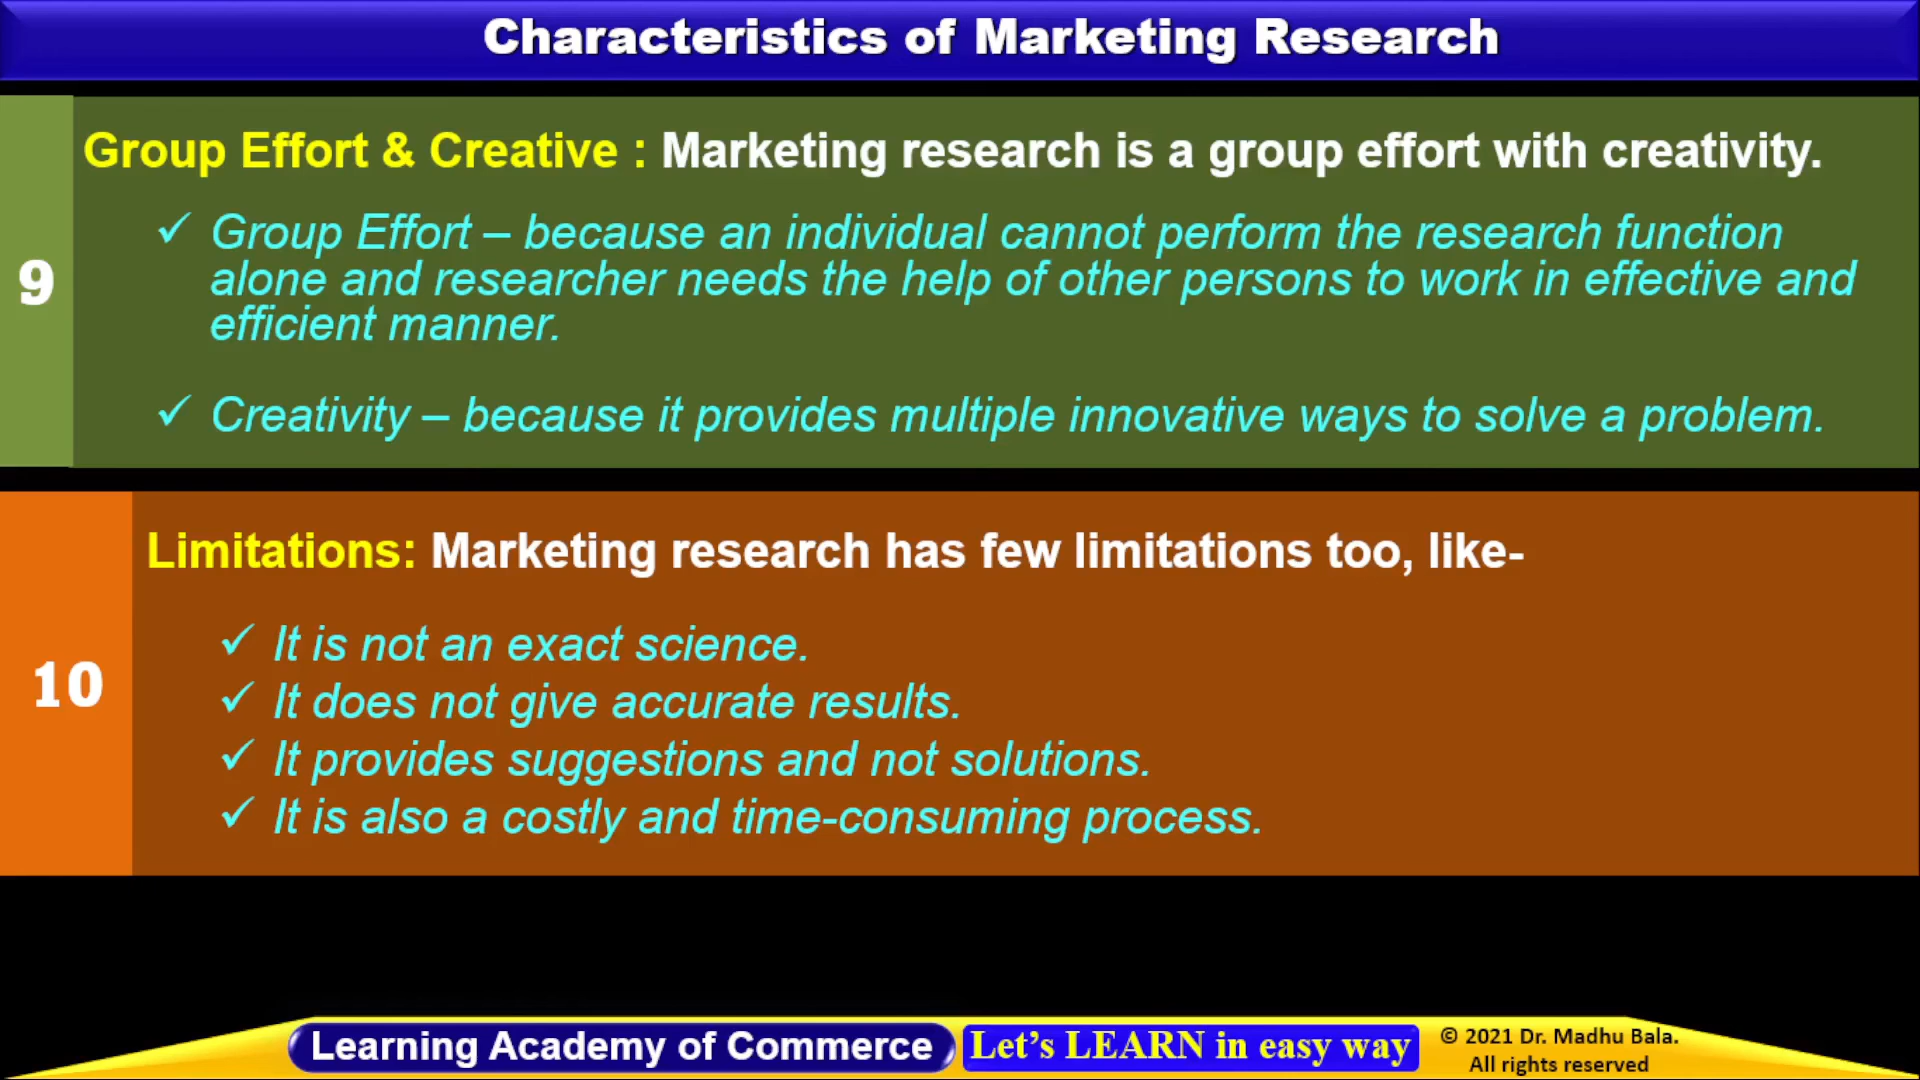 Characteristics of Marketing Research
9
Group Effort & Creative : Marketing research is a group effort with creativity.
✓ Group Effort – because an individual cannot perform the research function
alone and researcher needs the help of other persons to work in effective and
efficient manner.
✓ Creativity – because it provides multiple innovative ways to solve a problem.
10
Limitations: Marketing research has few limitations too, like-
✓ It is not an exact science.
✓ It does not give accurate results.
✓ It provides suggestions and not solutions.
✓ It is also a costly and time-consuming process.
Learning Academy of Commerce
Let's LEARN in easy way
© 2021 Dr. Madhu Bala.
All rights reserved